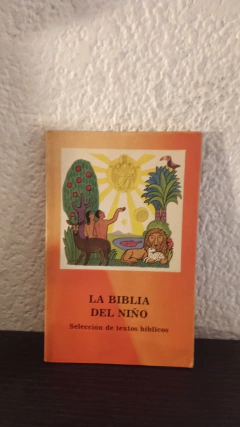 LA BIBLIA
DEL NIÑO
Selección de textos bíblicos